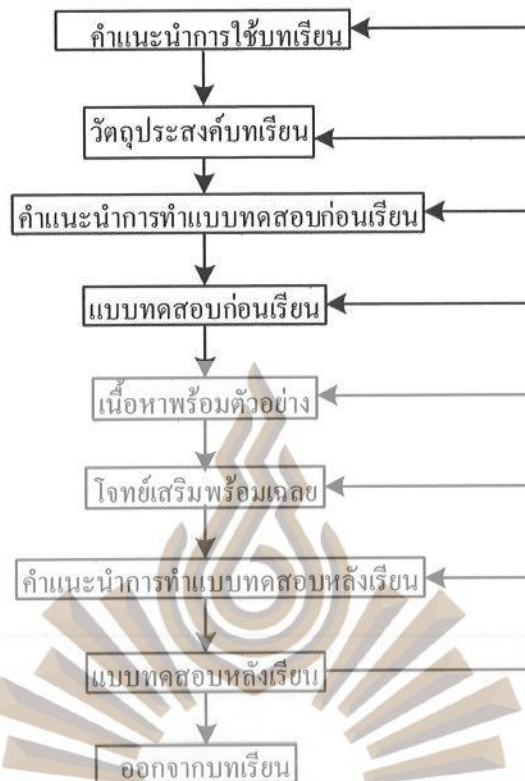 คำแนะนำการใช้บทเรียน
วัตถุประสงค์บทเรียน
คำแนะนำการทำแบบทดสอบก่อนเรียน
แบบทดสอบก่อนเรียน
เนื้อหาพร้อมตัวอย่าง
โจทย์เสริมพร้อมเฉลย
คำแนะนำการทำแบบทดสอบหลังเรียน
แบบทดสอบหลังเรียน
ออกจากบทเรียน